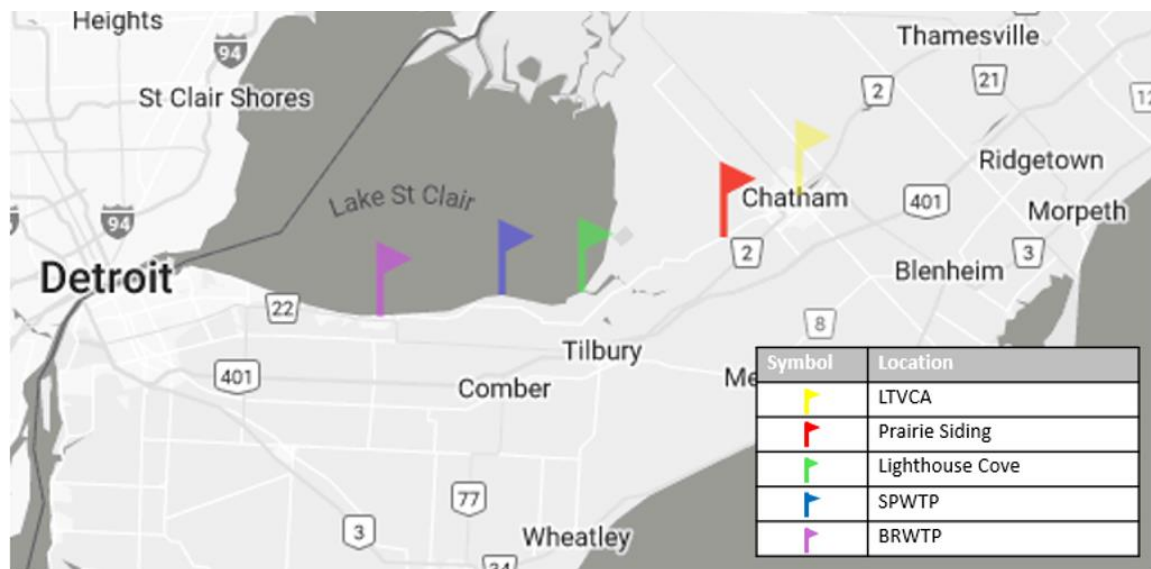 Heights
94
St Clair Shores
Thamesville
2
21
Lake St Clair
Ridgetown
Chatham
401
Morpeth
94
2
3
Detroit
Blenheim
22
8
Tilbury
401
Comber
Me
77
3
Wheatley
34
Symbol Location
LTVCA
Prairie Siding
Lighthouse Cove
SPWTP
BRWTP